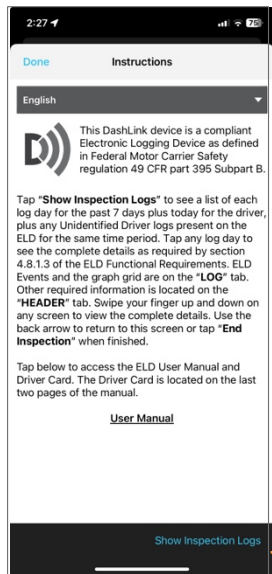 2:27
75
Done
Instructions
English
This DashLink device is a compliant
Electronic Logging Device as defined
in Federal Motor Carrier Safety
regulation 49 CFR part 395 Subpart B.
Tap “Show Inspection Logs” to see a list of each
log day for the past 7 days plus today for the driver,
plus any Unidentified Driver logs present on the
ELD for the same time period. Tap any log day to
see the complete details as required by section
4.8.1.3 of the ELD Functional Requirements. ELD
Events and the graph grid are on the “LOG” tab.
Other required information is located on the
“HEADER” tab. Swipe your finger up and down on
any screen to view the complete details. Use the
back arrow to return to this screen or tap “End
Inspection” when finished.
Tap below to access the ELD User Manual and
Driver Card. The Driver Card is located on the last
two pages of the manual.
User Manual
Show Inspection Logs